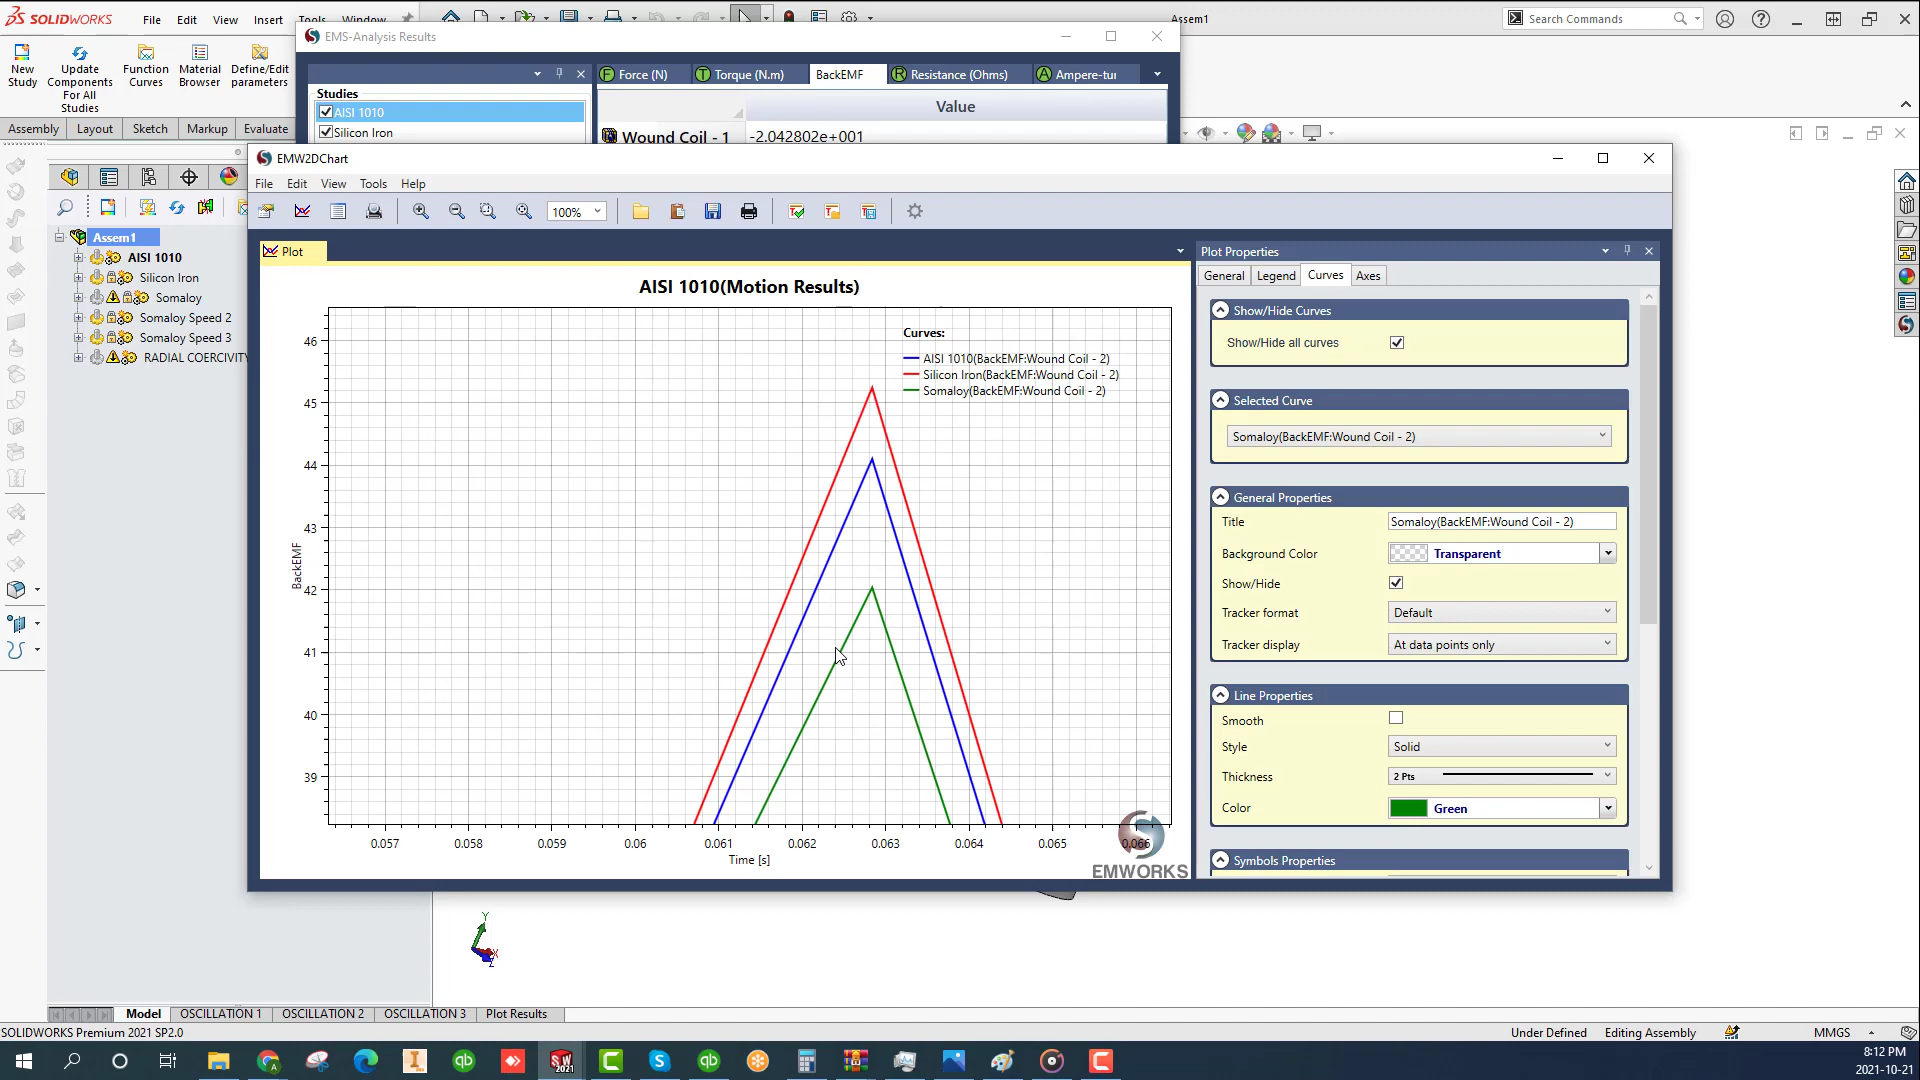 SOLIDWORKS
File Edit View Insert Tools Window
Assem1
Search Commands
New Study
Update Components For All Studies
Function Curves
Material Browser
Define/Edit parameters
Assembly Layout Sketch Markup Evaluate
EMS-Analysis Results
Studies
AISI 1010
Silicon Iron
Force (N) Torque (N.m) BackEMF Resistance (Ohms) Ampere-tur
Value
Wound Coil - 1 -2.042802e+001
Assem1
AISI 1010
Silicon Iron
Somaloy
Somaloy Speed 2
Somaloy Speed 3
RADIAL COERCIVITY
EMW2DChart
File Edit View Tools Help
100%
Plot
AISI 1010(Motion Results)
Curves:
AISI 1010(BackEMF:Wound Coil - 2)
Silicon Iron(BackEMF:Wound Coil - 2)
Somaloy(BackEMF:Wound Coil - 2)
46
45
44
43
42
41
40
39
BackEMF
0.057 0.058 0.059 0.06 0.061 0.062 0.063 0.064 0.065 0.066
Time [s]
EMWORKS
Plot Properties
General Legend Curves Axes
Show/Hide Curves
Show/Hide all curves
Selected Curve
Somaloy(BackEMF:Wound Coil - 2)
General Properties
Title Somaloy(BackEMF:Wound Coil - 2)
Background Color Transparent
Show/Hide
Tracker format Default
Tracker display At data points only
Line Properties
Smooth
Style Solid
Thickness 2 Pts
Color Green
Symbols Properties
Y
X
Z
Model OSCILLATION 1 OSCILLATION 2 OSCILLATION 3 Plot Results
SOLIDWORKS Premium 2021 SP2.0
Under Defined Editing Assembly MMGS
8:12 PM
2021-10-21